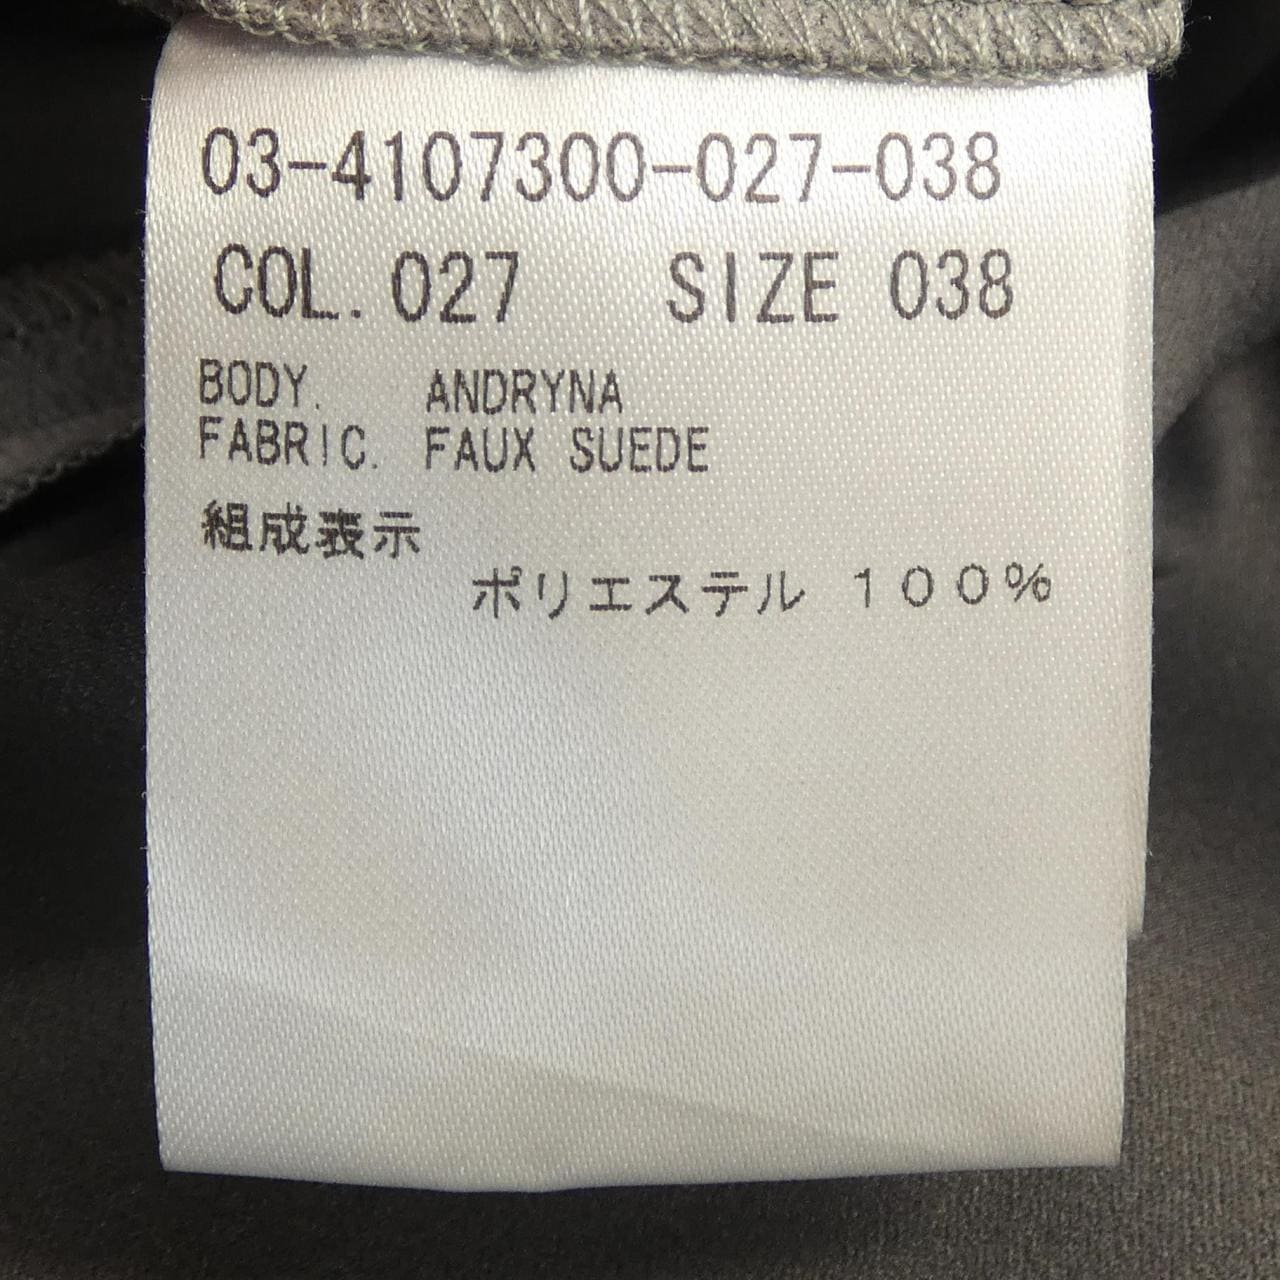 03-4107300-027-038
COL. 027 SIZE 038
BODY. ANDRYNA
FABRIC. FAUX SUEDE
組成表示
ポリエステル 100%